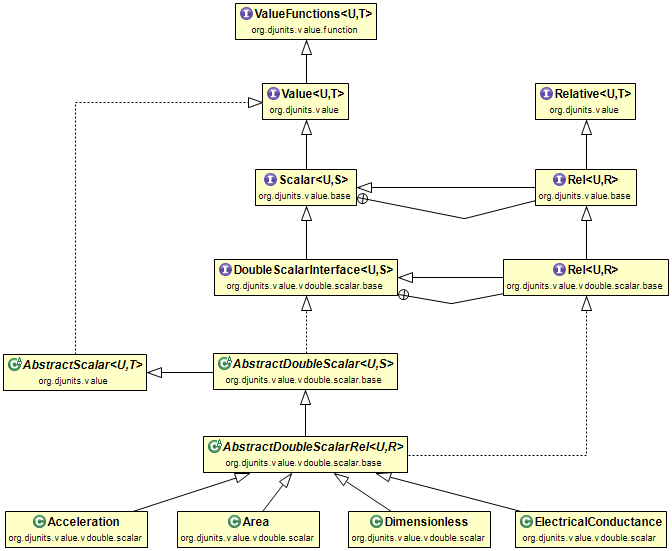 I ValueFunctions<U,T>
org.djunits.value.function
I Value<U,T>
org.djunits.value
I Relative<U,T>
org.djunits.value
I Scalar<U,S>
org.djunits.value.base
I Rel<U,R>
org.djunits.value.base
I DoubleScalarInterface<U,S>
org.djunits.value.vdouble.scalar.base
I Rel<U,R>
org.djunits.value.vdouble.scalar.base
C A AbstractScalar<U,T>
org.djunits.value
C A AbstractDoubleScalar<U,S>
org.djunits.value.vdouble.scalar.base
C A AbstractDoubleScalarRel<U,R>
org.djunits.value.vdouble.scalar.base
C Acceleration
org.djunits.value.vdouble.scalar
C Area
org.djunits.value.vdouble.scalar
C Dimensionless
org.djunits.value.vdouble.scalar
C ElectricalConductance
org.djunits.value.vdouble.scalar